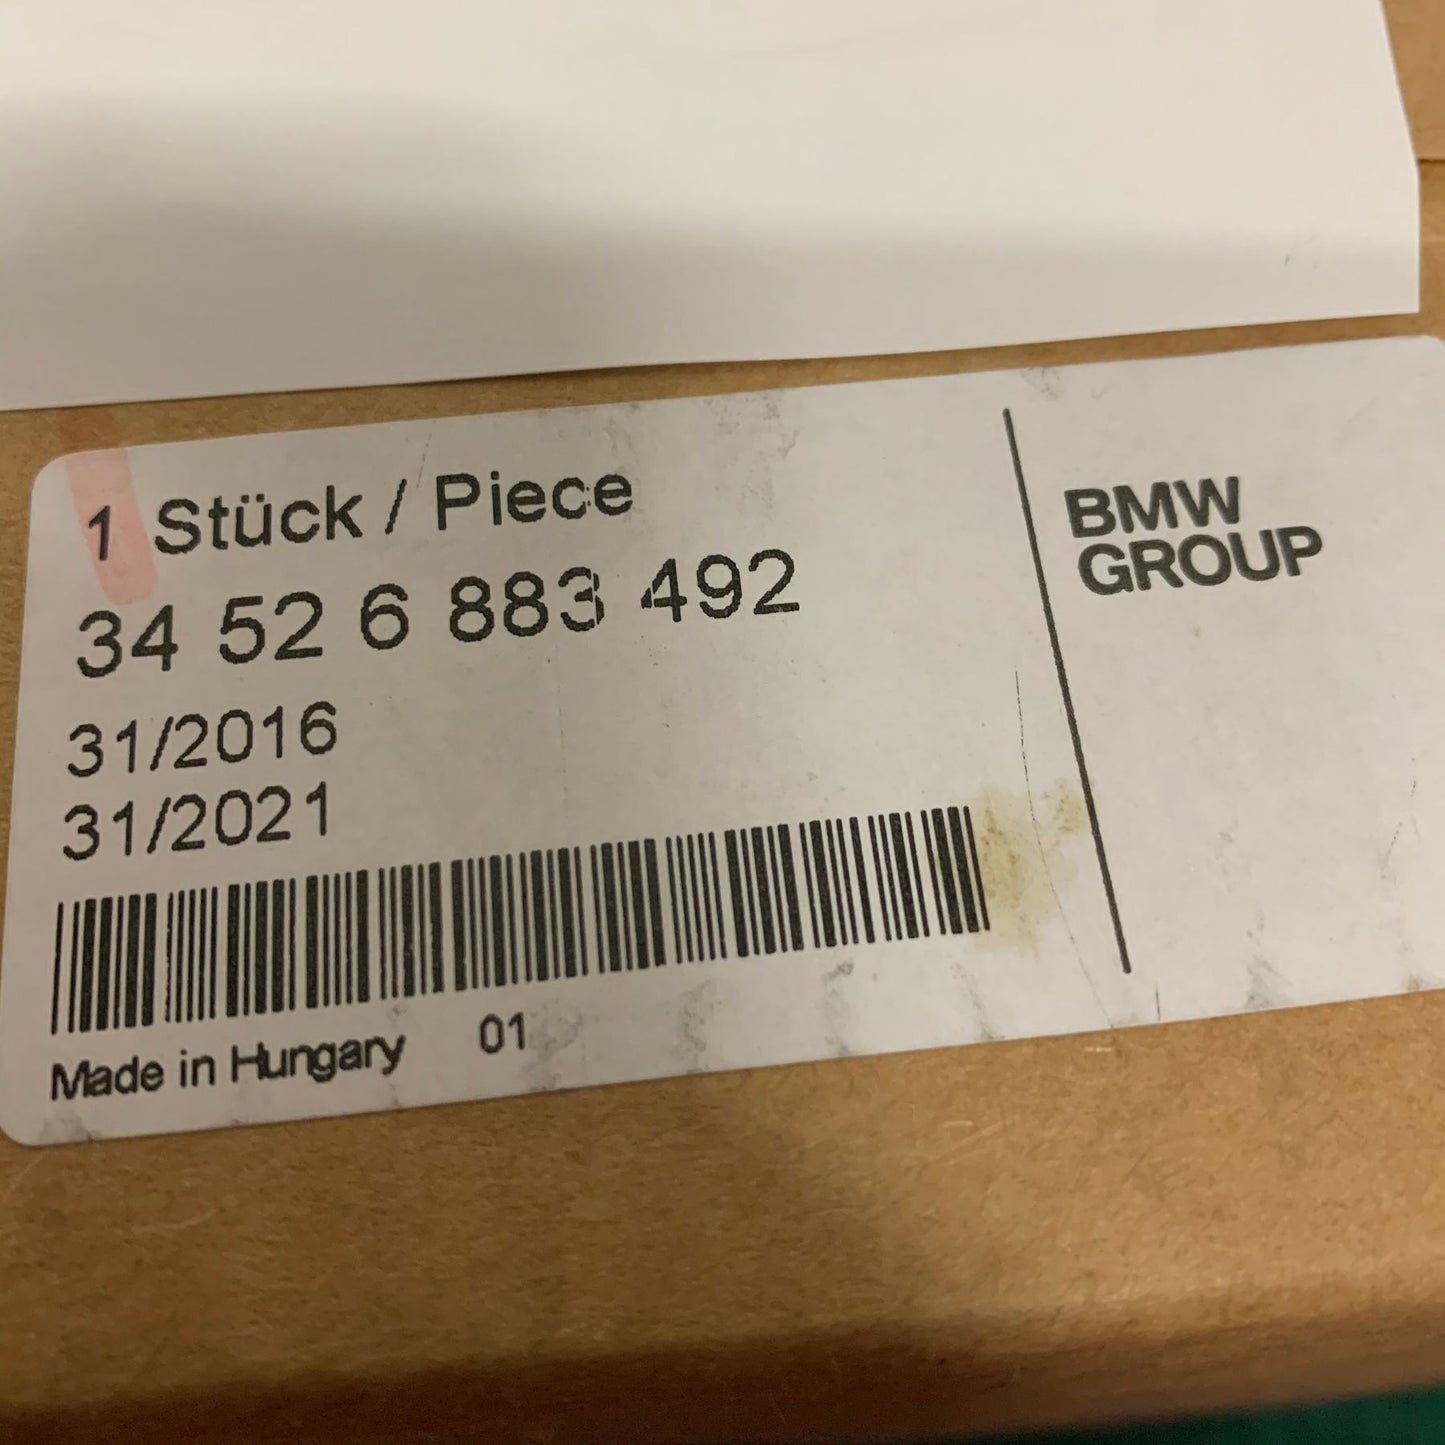 1 Stück / Piece
34 52 6 883 492
31/2016
31/2021
Made in Hungary 01
BMW
GROUP